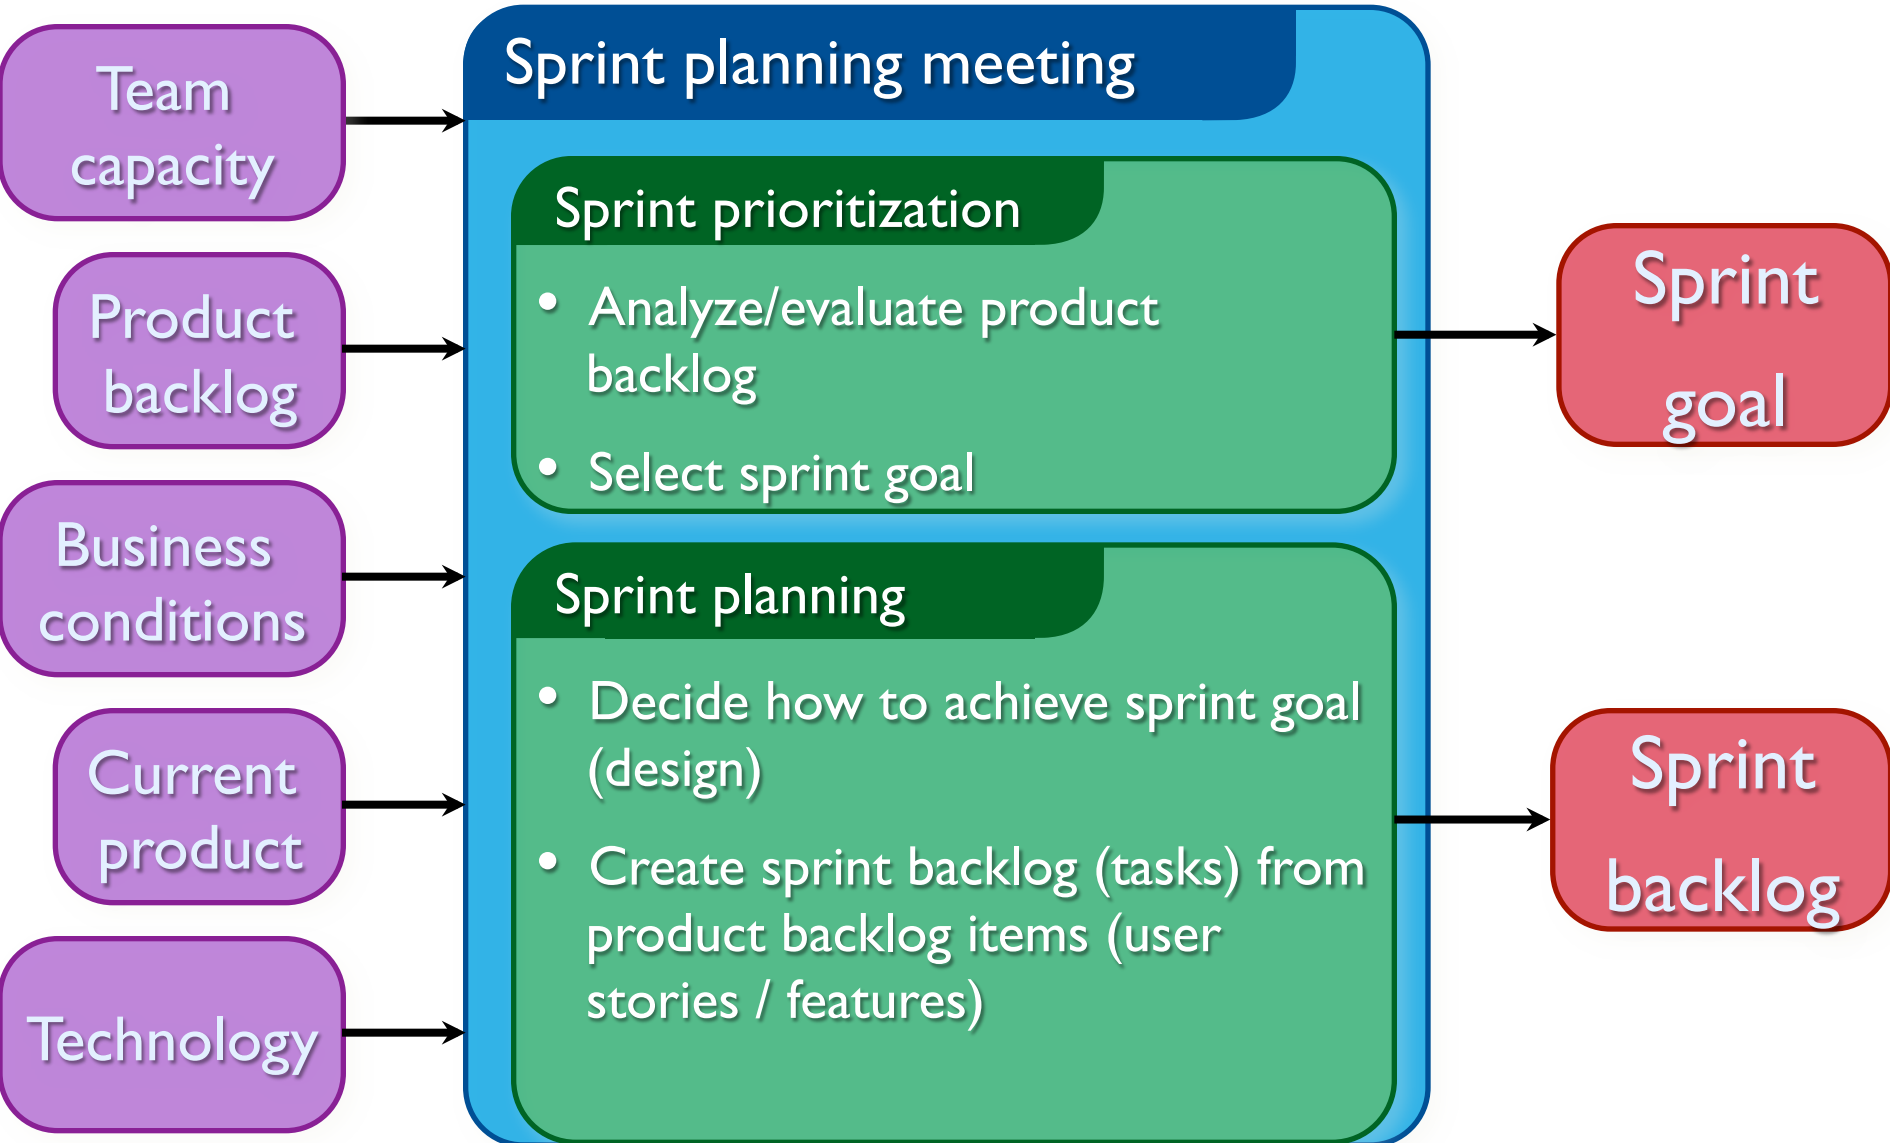 Team
capacity
Product
backlog
Business
conditions
Current
product
Technology
Sprint planning meeting
Sprint prioritization
• Analyze/evaluate product
backlog
• Select sprint goal
Sprint planning
• Decide how to achieve sprint goal
(design)
• Create sprint backlog (tasks) from
product backlog items (user
stories / features)
Sprint
goal
Sprint
backlog